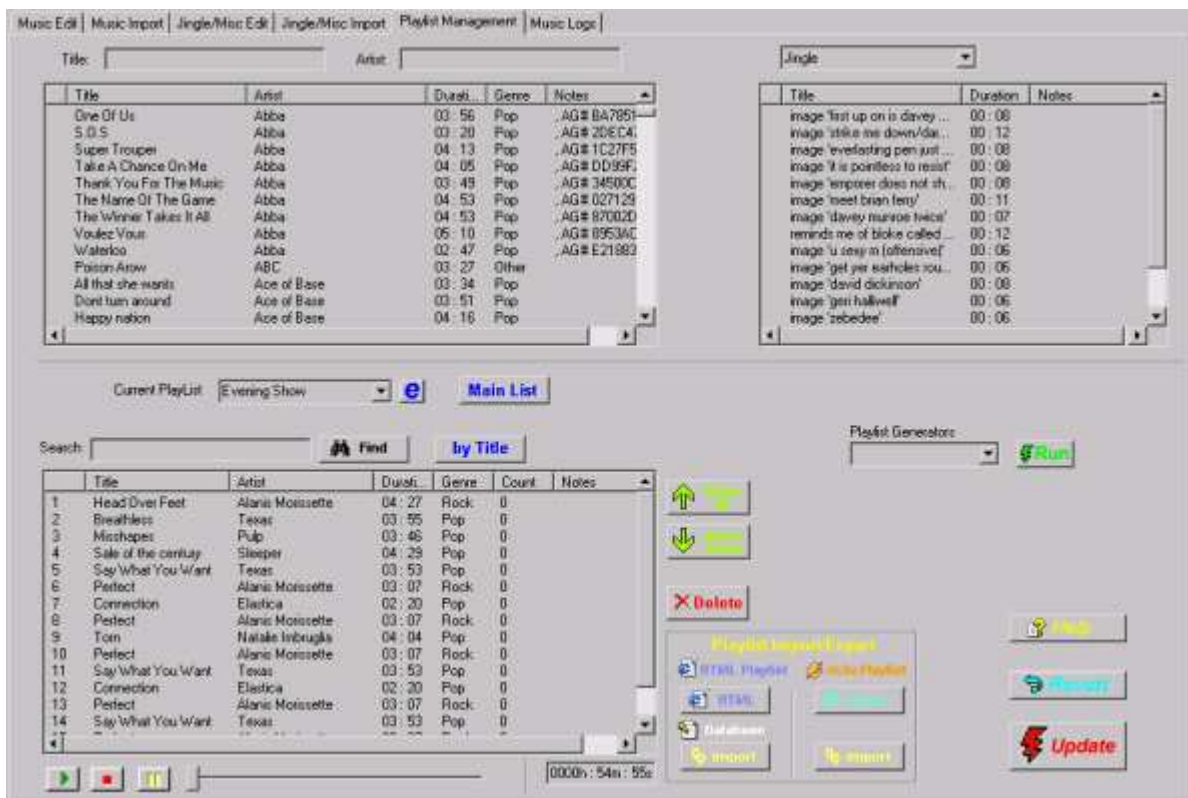 Music Edit Music Import Jingle/Misc Edit Jingle/Misc Import Playlist Management Music Logs
Title: Artist: Jingle
Title Artist Durati... Genre Notes
One Of Us Abba 03 : 56 Pop
S.O.S Abba 03 : 20 Pop
Super Trouper Abba 04 : 13 Pop
Take A Chance On Me Abba 04 : 05 Pop
Thank You For The Music Abba 03 : 49 Pop
The Name Of The Game Abba 04 : 53 Pop
The Winner Takes It All Abba 04 : 53 Pop
Voulez Vous Abba 05 : 10 Pop
Waterloo Abba 02 : 47 Pop
Poison Arow ABC 03 : 27 Other
All that she wants Ace of Base 03 : 34 Pop
Dont turn around Ace of Base 03 : 51 Pop
Happy nation Ace of Base 04 : 16 Pop
Title Duration Notes
image 'first up on is davey ... 00 : 08
image 'strike me down/dar... 00 : 12
image 'everlasting pen just ... 00 : 08
image 'it is pointless to resist' 00 : 08
image 'emporer does not sh... 00 : 08
image 'meet brian ferry' 00 : 11
image 'davey munroe twice' 00 : 07
reminds me of bloke called ... 00 : 12
image 'u sexy m (offensive)' 00 : 06
image 'get yer earholes rou... 00 : 06
image 'david dickinson' 00 : 08
image 'geri halliwell' 00 : 06
image 'zebedee' 00 : 06
Current PlayList Evening Show e Main List
Search: Find by Title
Playlist Generators
Run
Title Artist Durati... Genre Count Notes
1 Head Over Feet Alanis Morissette 04 : 27 Rock 0
2 Breathless Texas 03 : 55 Pop 0
3 Misshapes Pulp 03 : 46 Pop 0
4 Sale of the century Sleeper 04 : 29 Pop 0
5 Say What You Want Texas 03 : 53 Pop 0
6 Perfect Alanis Morissette 03 : 07 Rock 0
7 Connection Elastica 02 : 20 Pop 0
8 Perfect Alanis Morissette 03 : 07 Rock 0
9 Torn Natalie Imbruglia 04 : 04 Pop 0
10 Perfect Alanis Morissette 03 : 07 Rock 0
11 Say What You Want Texas 03 : 53 Pop 0
12 Connection Elastica 02 : 20 Pop 0
13 Perfect Alanis Morissette 03 : 07 Rock 0
14 Say What You Want Texas 03 : 53 Pop 0
Delete
Playlist Import/Export
HTML Playlist Playlist
HTML
Database
Import Import
Help
Update
0000h : 54m : 55s